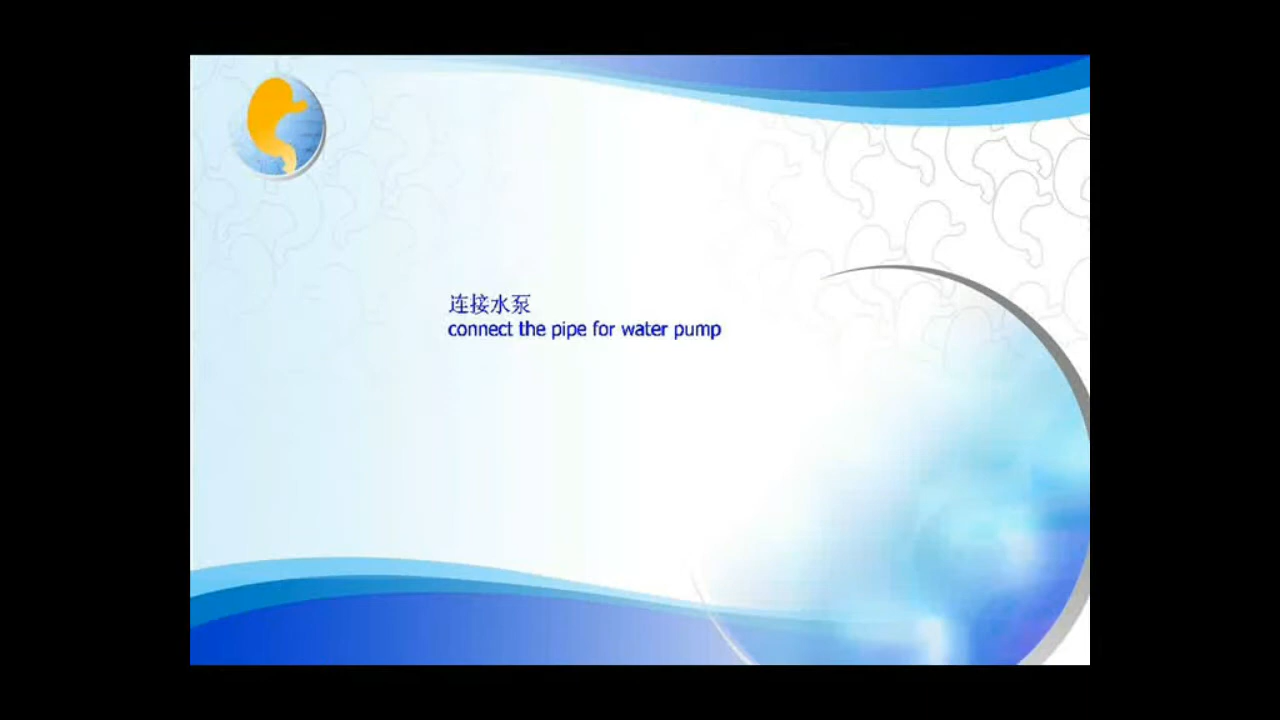 连接水泵
connect the pipe for water pump